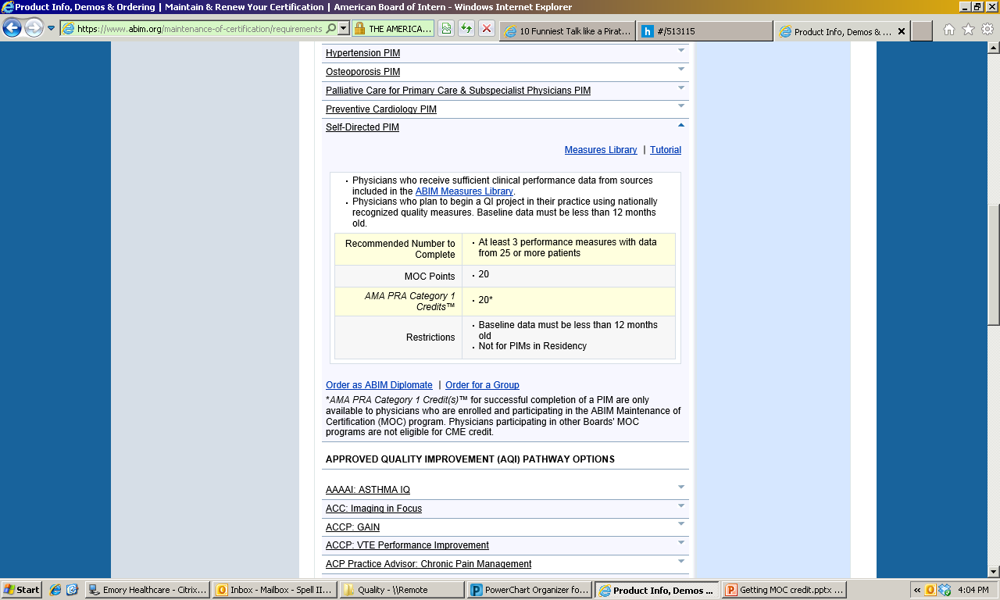 Product Info, Demos & Ordering | Maintain & Renew Your Certification | American Board of Intern - Windows Internet Explorer
https://www.abim.org/maintenance-of-certification/requirements
THE AMERICA...
10 Funniest Talk like a Pirat...
h #/513115
Product Info, Demos & ...
Hypertension PIM
Osteoporosis PIM
Palliative Care for Primary Care & Subspecialist Physicians PIM
Preventive Cardiology PIM
Self-Directed PIM
Measures Library | Tutorial
• Physicians who receive sufficient clinical performance data from sources
included in the ABIM Measures Library.
• Physicians who plan to begin a QI project in their practice using nationally
recognized quality measures. Baseline data must be less than 12 months
old.
Recommended Number to
Complete
• At least 3 performance measures with data
from 25 or more patients
MOC Points
• 20
AMA PRA Category 1
Credits™
• 20*
Restrictions
• Baseline data must be less than 12 months
old
• Not for PIMs in Residency
Order as ABIM Diplomate | Order for a Group
*AMA PRA Category 1 Credit(s)™ for successful completion of a PIM are only
available to physicians who are enrolled and participating in the ABIM Maintenance of
Certification (MOC) program. Physicians participating in other Boards' MOC
programs are not eligible for CME credit.
APPROVED QUALITY IMPROVEMENT (AQI) PATHWAY OPTIONS
AAAAI: ASTHMA IQ
ACC: Imaging in Focus
ACCP: GAIN
ACCP: VTE Performance Improvement
ACP Practice Advisor: Chronic Pain Management
Start
Emory Healthcare - Citrix...
Inbox - Mailbox - Spell II...
Quality - \\Remote
PowerChart Organizer fo...
Product Info, Demos ...
Getting MOC credit.pptx ...
4:04 PM